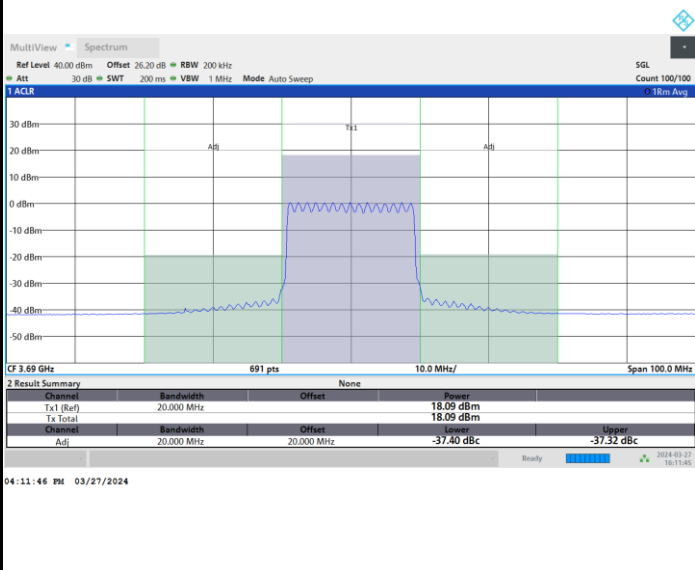 MultiView Spectrum
Ref Level 40.00 dBm Offset 26.20 dB RBW 200 kHz SGL
Att 30 dB SWT 200 ms VBW 1 MHz Mode Auto Sweep Count 100/100
1 ACLR 1Rm Avg
Tx1
30 dBm
Adj Adj
20 dBm
10 dBm
0 dBm
-10 dBm
-20 dBm
-30 dBm
-40 dBm
-50 dBm
CF 3.69 GHz 691 pts 10.0 MHz/ Span 100.0 MHz
2 Result Summary None
Channel Bandwidth Offset Power
Tx1 (Ref) 20.000 MHz 18.09 dBm
Tx Total 18.09 dBm
Channel Bandwidth Offset Lower Upper
Adj 20.000 MHz 20.000 MHz -37.40 dBc -37.32 dBc
Ready 2024-03-27
16:11:45
04:11:46 PM 03/27/2024